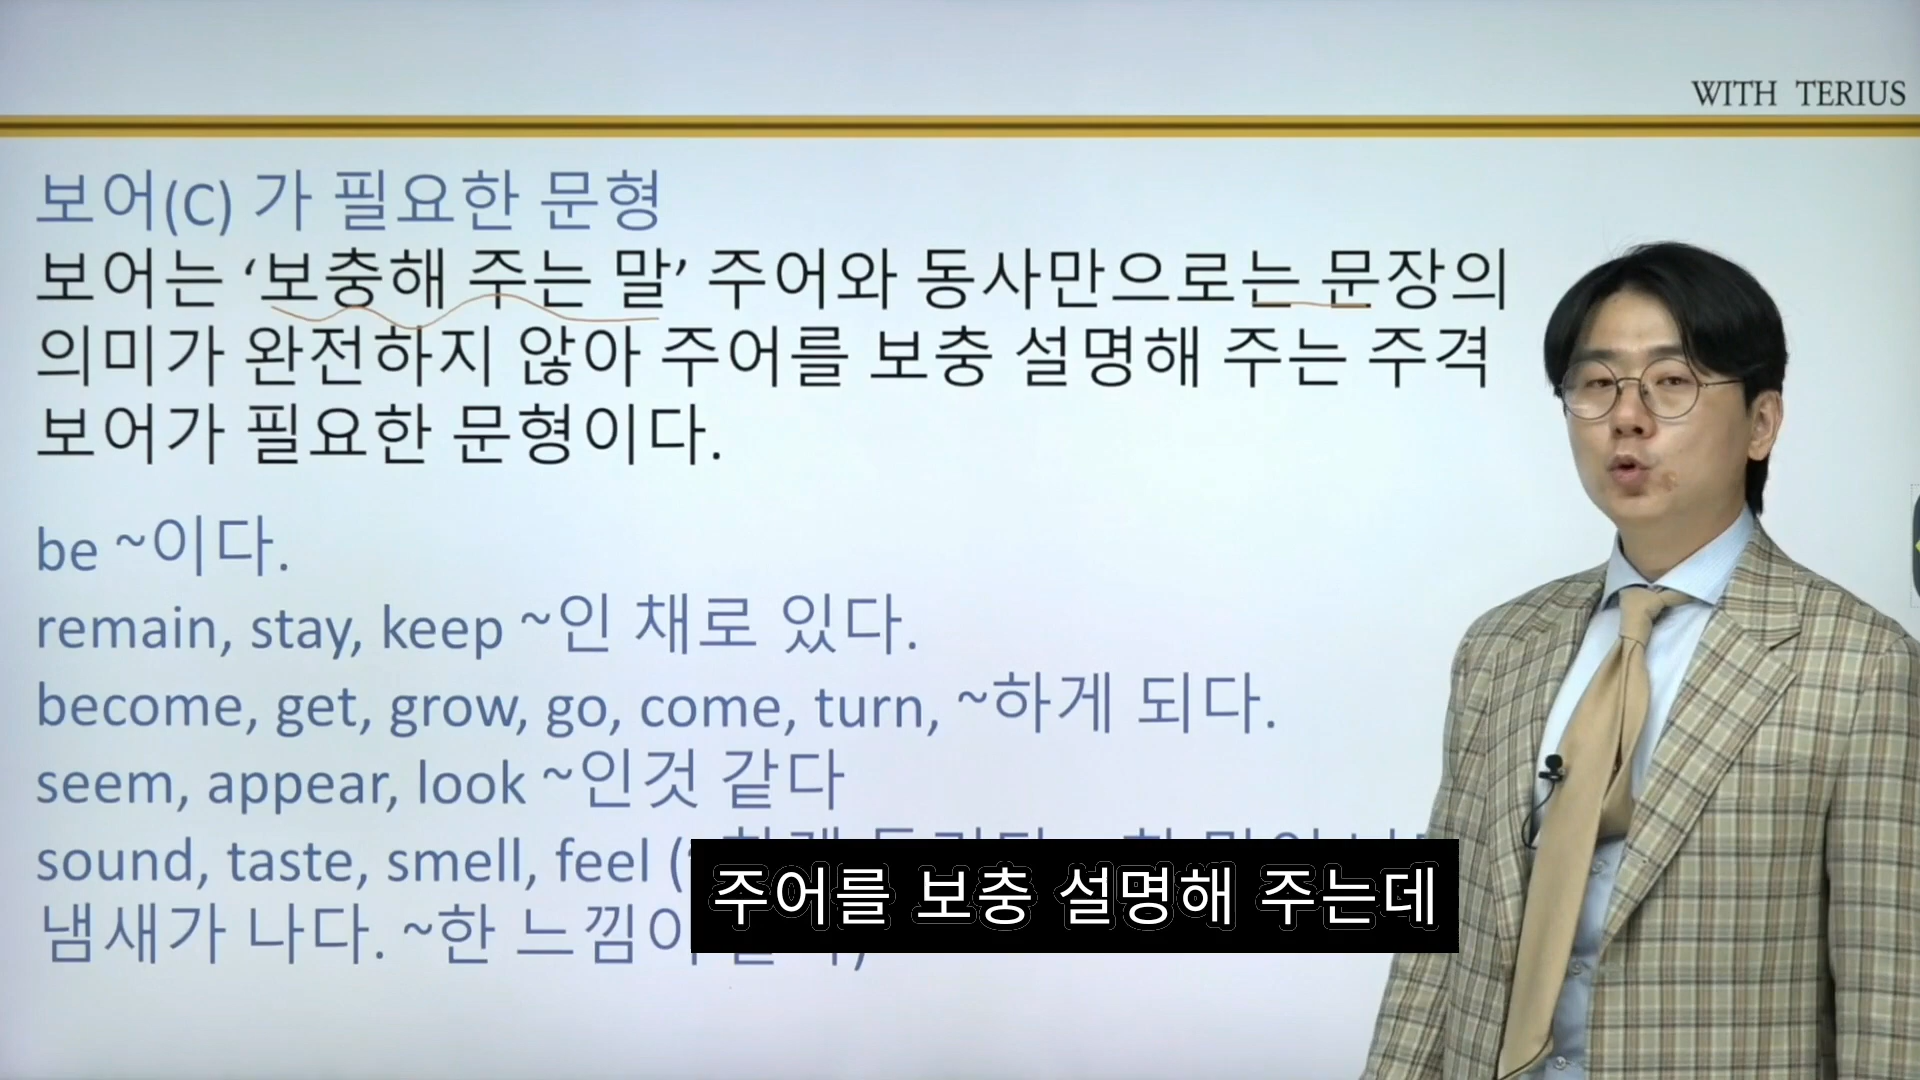 WITH TERIUS
보어(C) 가 필요한 문형
보어는 ‘보충해 주는 말’ 주어와 동사만으로는 문장의
의미가 완전하지 않아 주어를 보충 설명해 주는 주격
보어가 필요한 문형이다.
be ~이다.
remain, stay, keep ~인 채로 있다.
become, get, grow, go, come, turn, ~하게 되다.
seem, appear, look ~인것 같다
sound, taste, smell, feel (
냄새가 나다. ~한 느낌이
주어를 보충 설명해 주는데